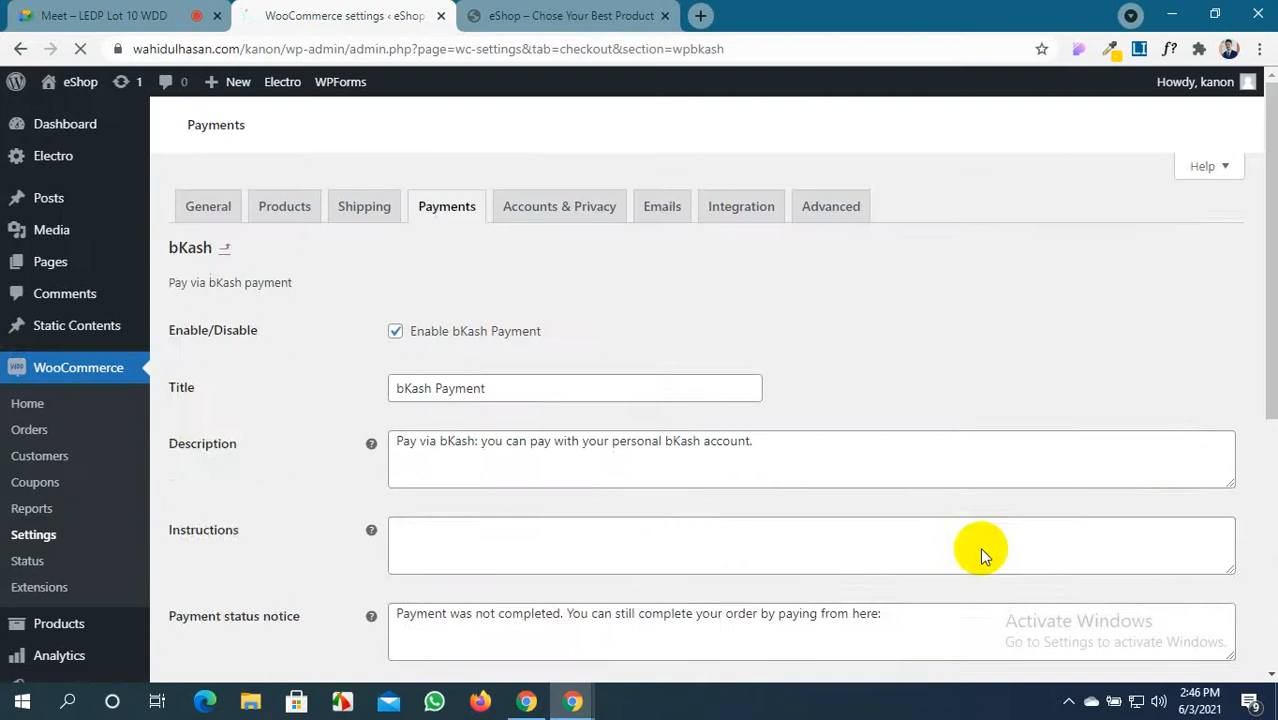 Meet – LEDP Lot 10 WDD
WooCommerce settings ‹ eShop
eShop – Chose Your Best Product
wahidulhasan.com/kanon/wp-admin/admin.php?page=wc-settings&tab=checkout&section=wpbkash
eShop 1 0 New Electro WPForms Howdy, kanon
Dashboard
Electro
Posts
Media
Pages
Comments
Static Contents
WooCommerce
Home
Orders
Customers
Coupons
Reports
Settings
Status
Extensions
Products
Analytics
Payments
Help
General Products Shipping Payments Accounts & Privacy Emails Integration Advanced
bKash
Pay via bKash payment
Enable/Disable Enable bKash Payment
Title bKash Payment
Description Pay via bKash: you can pay with your personal bKash account.
Instructions
Payment status notice Payment was not completed. You can still complete your order by paying from here:
Activate Windows
Go to Settings to activate Windows.
2:46 PM
6/3/2021
9